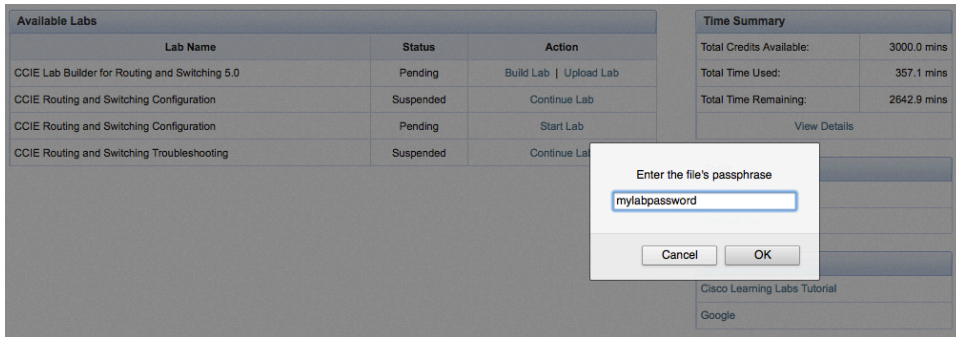 Available Labs
Lab Name Status Action
CCIE Lab Builder for Routing and Switching 5.0 Pending Build Lab | Upload Lab
CCIE Routing and Switching Configuration Suspended Continue Lab
CCIE Routing and Switching Configuration Pending Start Lab
CCIE Routing and Switching Troubleshooting Suspended Continue
Time Summary
Total Credits Available: 3000.0 mins
Total Time Used: 357.1 mins
Total Time Remaining: 2642.9 mins
View Details
Enter the file's passphrase
mylabpassword
Cancel OK
Cisco Learning Labs Tutorial
Google